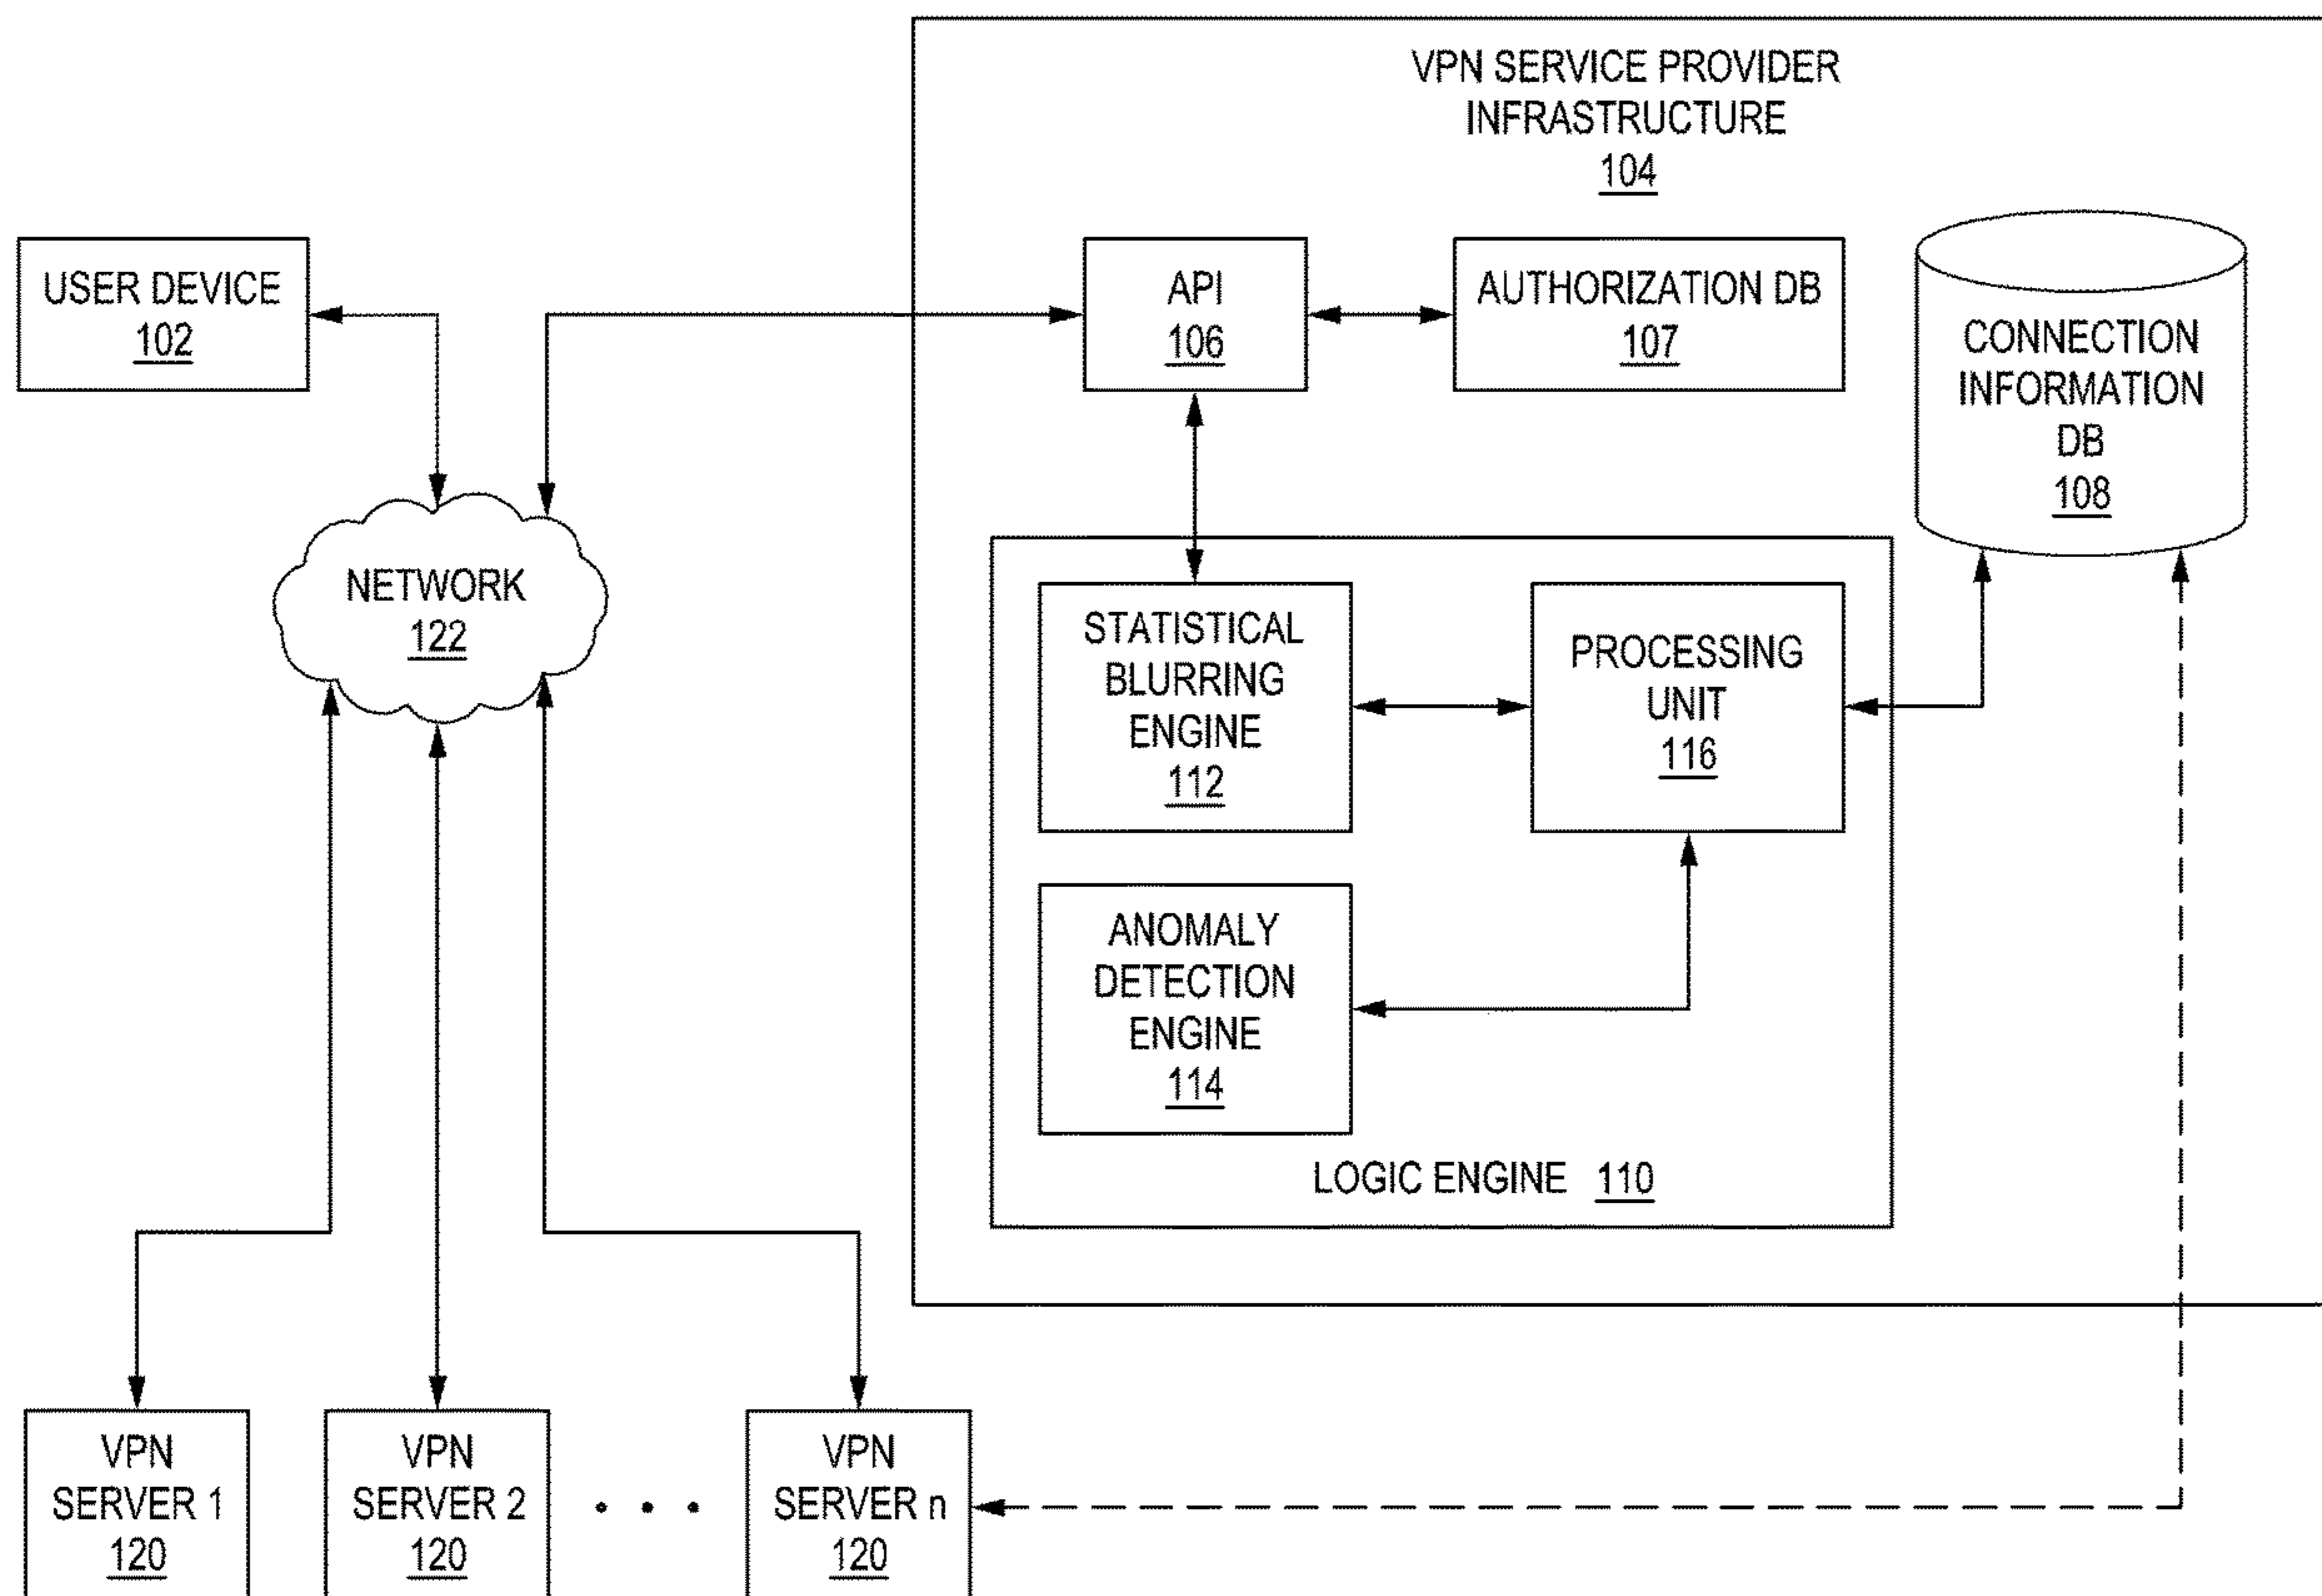 VPN SERVICE PROVIDER
INFRASTRUCTURE
104
USER DEVICE
102
API
106
AUTHORIZATION DB
107
CONNECTION
INFORMATION
DB
108
NETWORK
122
STATISTICAL
BLURRING
ENGINE
112
PROCESSING
UNIT
116
ANOMALY
DETECTION
ENGINE
114
LOGIC ENGINE 110
VPN
SERVER 1
120
VPN
SERVER 2
120
• • •
VPN
SERVER n
120